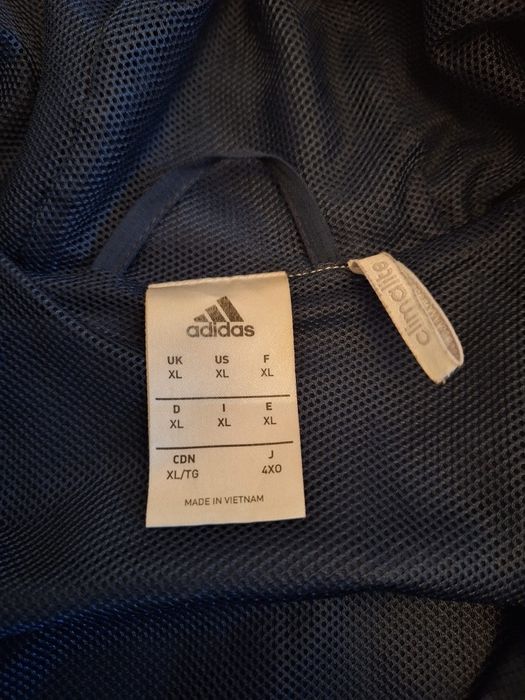 adidas
UK US F
XL XL XL
D I E
XL XL XL
CDN J
XL/TG 4XO
MADE IN VIETNAM
climalite